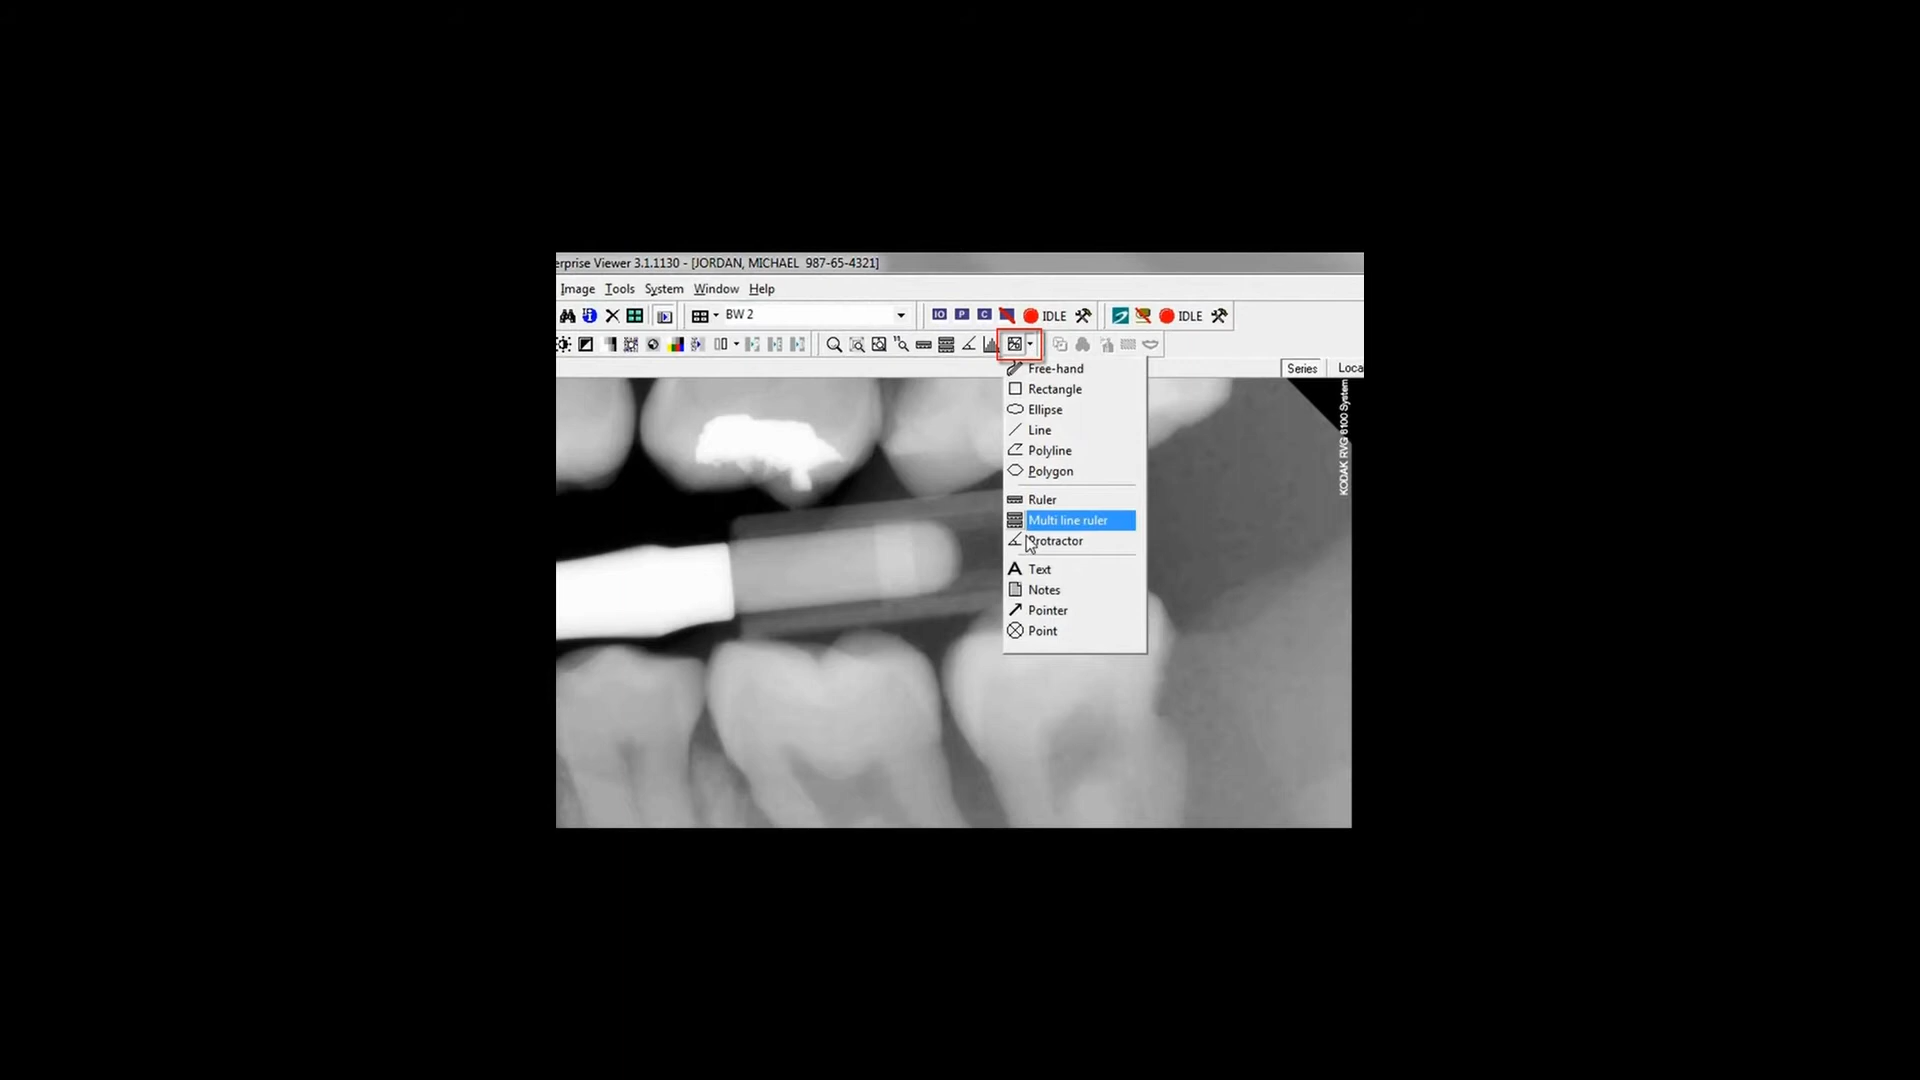 erprise Viewer 3.1.1130 - [JORDAN, MICHAEL 987-65-4321]
Image Tools System Window Help
BW 2
IO P C IDLE IDLE
Series Loca
Free-hand
Rectangle
Ellipse
Line
Polyline
Polygon
Ruler
Multi line ruler
Protractor
Text
Notes
Pointer
Point
KODAK RVG 6100 System